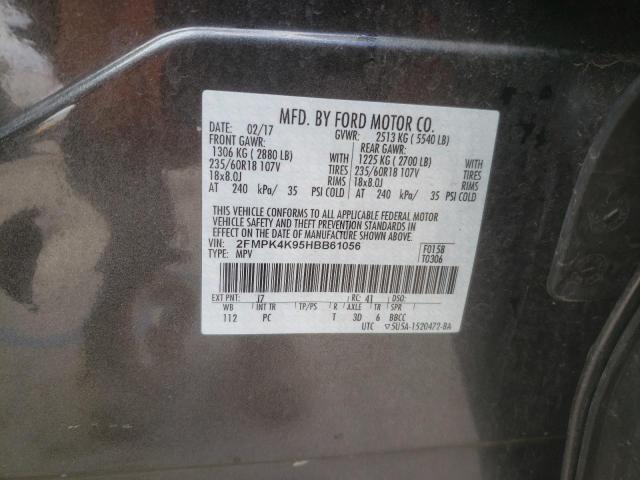 MFD. BY FORD MOTOR CO.
DATE: 02/17 GVWR: 2513 KG ( 5540 LB)
FRONT GAWR: REAR GAWR:
1306 KG ( 2880 LB) 1225 KG ( 2700 LB)
235/60R18 107V TIRES 235/60R18 107V TIRES
18x8.0J RIMS 18x8.0J RIMS
AT 240 kPa/ 35 PSI COLD AT 240 kPa/ 35 PSI COLD
THIS VEHICLE CONFORMS TO ALL APPLICABLE FEDERAL MOTOR
VEHICLE SAFETY AND THEFT PREVENTION STANDARDS IN
EFFECT ON THE DATE OF MANUFACTURE SHOWN ABOVE.
VIN: 2FMPK4K95HBB61056 F0158
TYPE: MPV T0306
EXT PNT: J7 RC: 41 DSO:
WB INT TR TP/PS R AXLE TR SPR
112 PC T 3D 6 BBCC
UTC ▽5U5A-1520472-BA